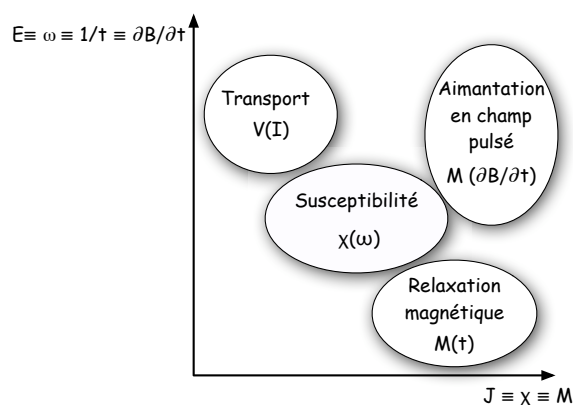 E≡ ω ≡ 1/t ≡ ∂B/∂t
Transport
V(I)
Aimantation
en champ
pulsé
M (∂B/∂t)
Susceptibilité
χ(ω)
Relaxation
magnétique
M(t)
J ≡ χ ≡ M